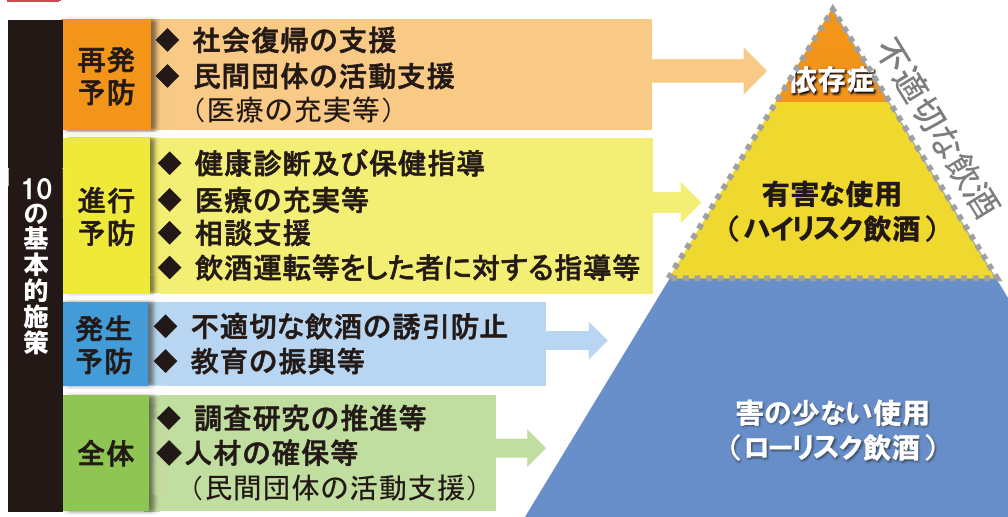 10の基本的施策
再発
予防
◆ 社会復帰の支援
◆ 民間団体の活動支援
（医療の充実等）
進行
予防
◆ 健康診断及び保健指導
◆ 医療の充実等
◆ 相談支援
◆ 飲酒運転等をした者に対する指導等
発生
予防
◆ 不適切な飲酒の誘引防止
◆ 教育の振興等
全体
◆ 調査研究の推進等
◆人材の確保等
（民間団体の活動支援）
依存症
不適切な飲酒
有害な使用
（ハイリスク飲酒）
害の少ない使用
（ローリスク飲酒）